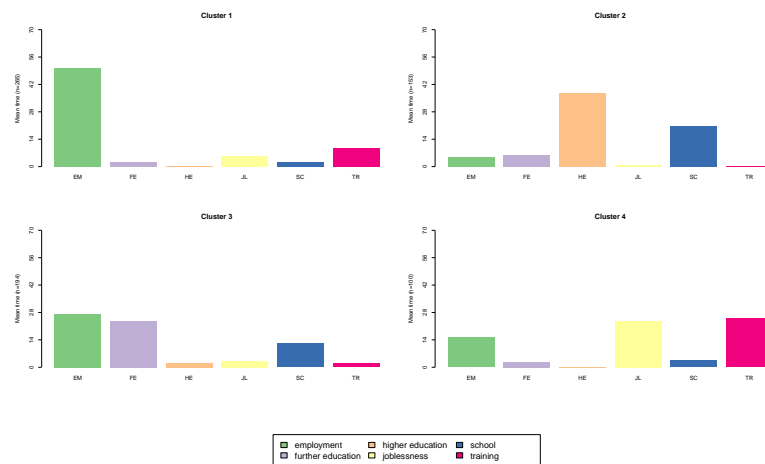 Cluster 1
Mean time (n=265)
0 14 28 42 56 70
EM FE HE JL SC TR
Cluster 2
Mean time (n=153)
0 14 28 42 56 70
EM FE HE JL SC TR
Cluster 3
Mean time (n=194)
0 14 28 42 56 70
EM FE HE JL SC TR
Cluster 4
Mean time (n=100)
0 14 28 42 56 70
EM FE HE JL SC TR
employment higher education school
further education joblessness training